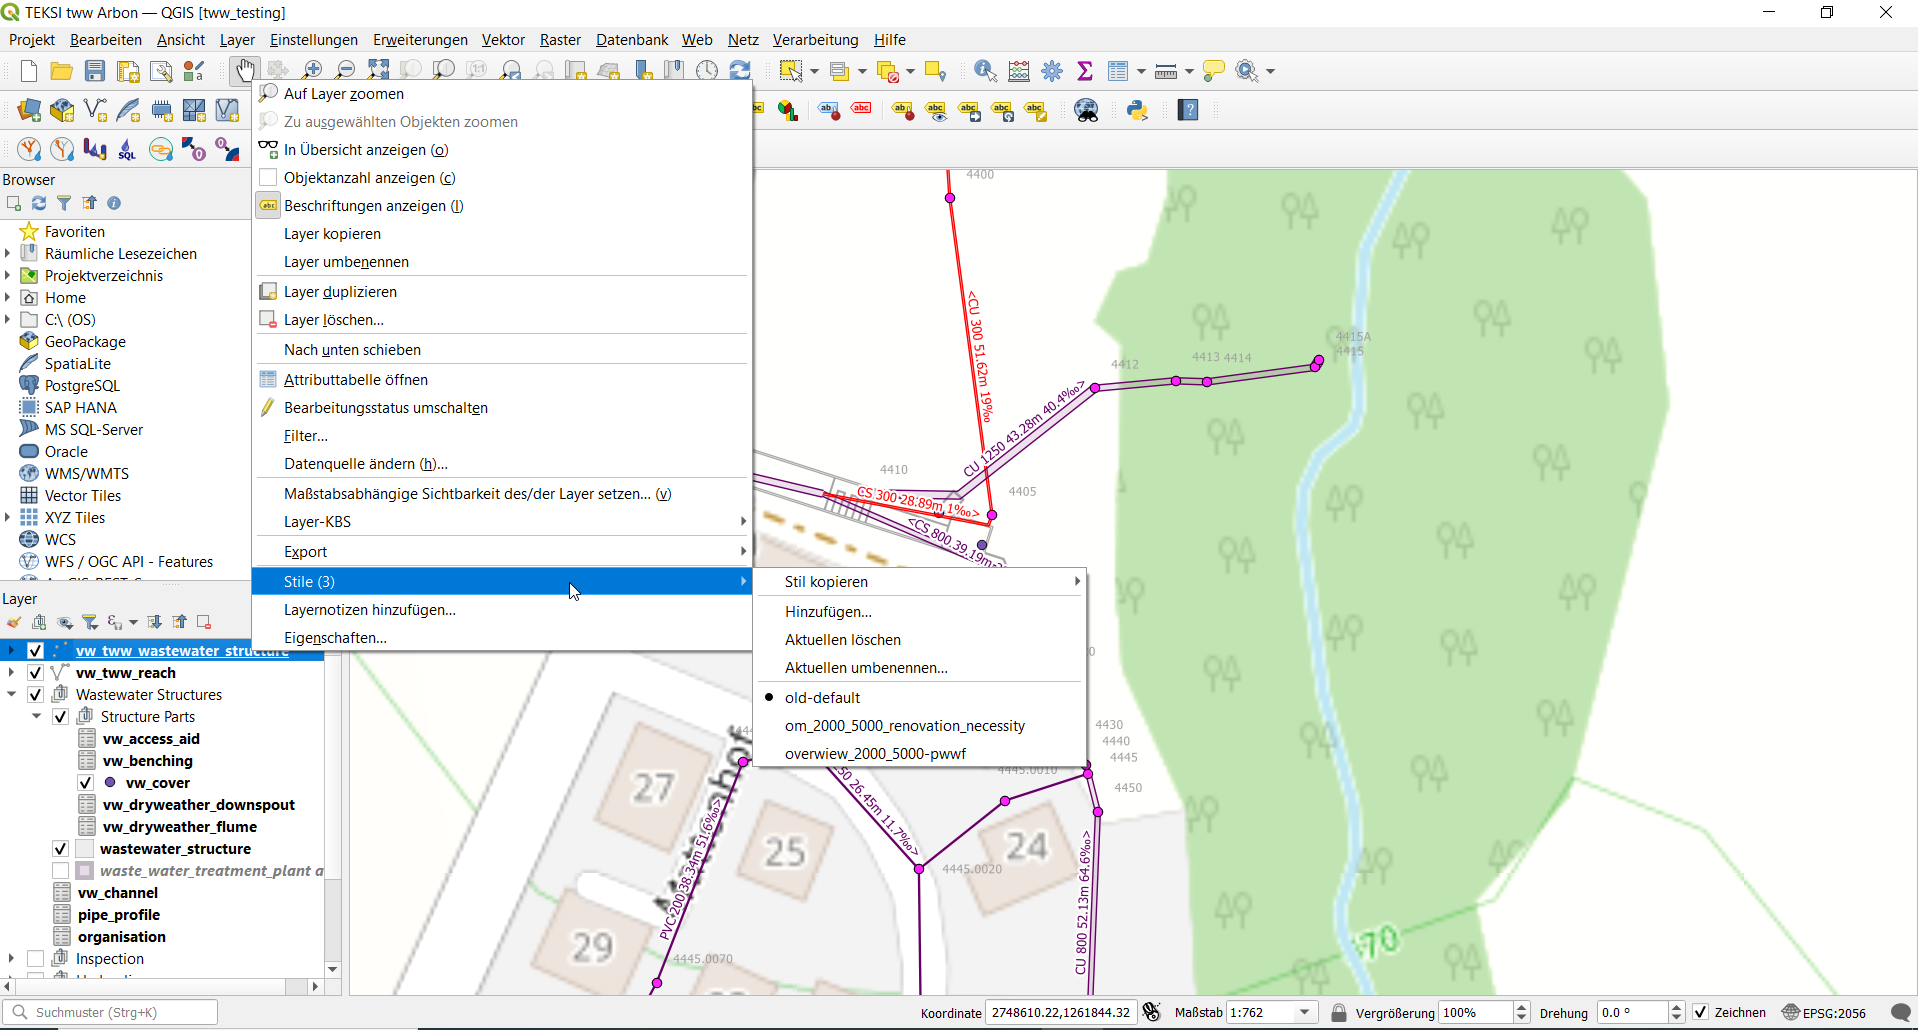 TEKSI tww Arbon — QGIS [tww_testing]
Projekt Bearbeiten Ansicht Layer Einstellungen Erweiterungen Vektor Raster Datenbank Web Netz Verarbeitung Hilfe
Auf Layer zoomen
Zu ausgewählten Objekten zoomen
In Übersicht anzeigen (o)
Objektanzahl anzeigen (c)
abc Beschriftungen anzeigen (l)
Layer kopieren
Layer umbenennen
Layer duplizieren
Layer löschen...
Nach unten schieben
Attributtabelle öffnen
Bearbeitungsstatus umschalten
Filter...
Datenquelle ändern (h)...
Maßstabsabhängige Sichtbarkeit des/der Layer setzen... (v)
Layer-KBS
Export
Stile (3)
Layernotizen hinzufügen...
Eigenschaften...
Stil kopieren
Hinzufügen...
Aktuellen löschen
Aktuellen umbenennen...
old-default
om_2000_5000_renovation_necessity
overwiew_2000_5000-pwwf
SQL
Browser
Favoriten
Räumliche Lesezeichen
Projektverzeichnis
Home
C:\ (OS)
GeoPackage
SpatiaLite
PostgreSQL
SAP HANA
MS SQL-Server
Oracle
WMS/WMTS
Vector Tiles
XYZ Tiles
WCS
WFS / OGC API - Features
Layer
vw_tww_wastewater_structure
vw_tww_reach
Wastewater Structures
Structure Parts
vw_access_aid
vw_benching
vw_cover
vw_dryweather_downspout
vw_dryweather_flume
wastewater_structure
waste_water_treatment_plant a
vw_channel
pipe_profile
organisation
Inspection
4400
<CU 300 51.62m 19‰
4415A
4415
4413 4414
4412
CU 1250 43.28m 40.4‰>
4410
4405
CS 300 28.89m 1‰>
<CS 800 39.19m
4430
4440
4445
4450
4445.0010
4445.0020
4445.0070
50 26.45m 11.7‰>
PVC 200 38.34m 51.6‰>
CU 800 52.13m 64.6‰>
27
25
24
29
70
Suchmuster (Strg+K)
Koordinate 2748610.22,1261844.32 Maßstab 1:762 Vergrößerung 100% Drehung 0.0 ° Zeichnen EPSG:2056